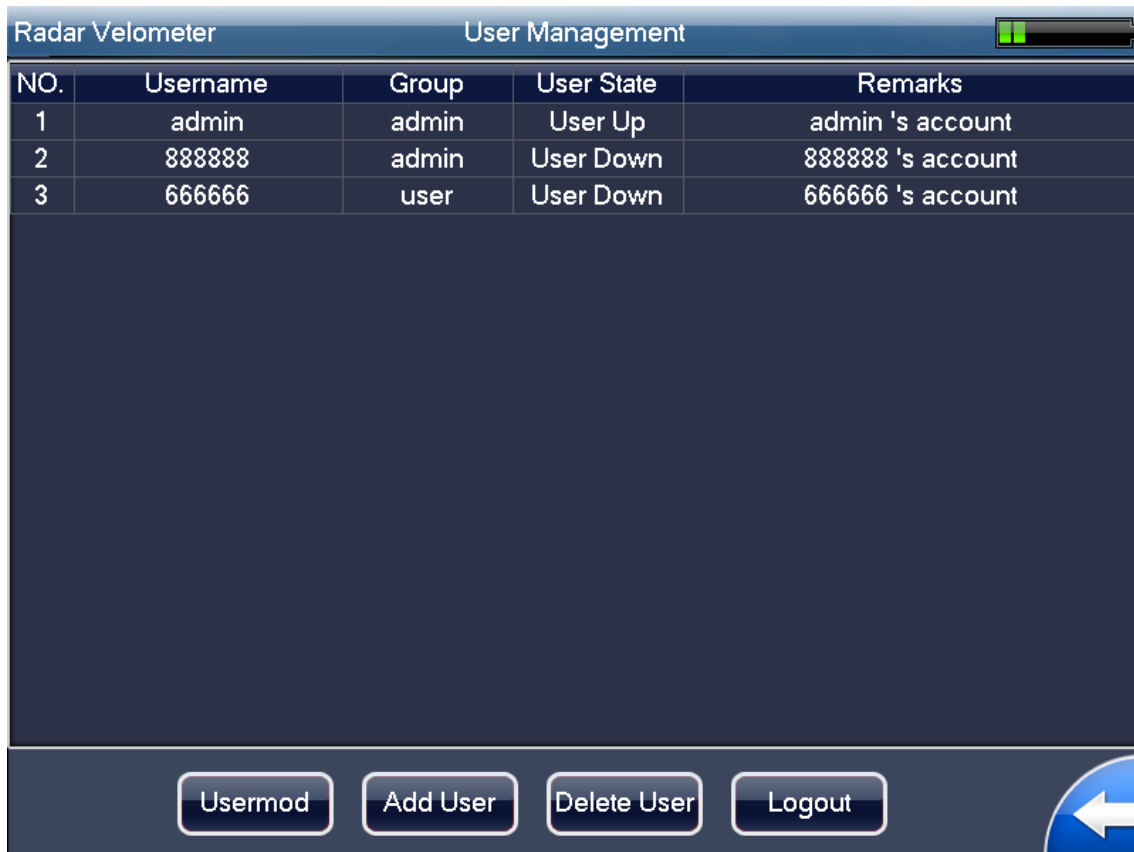 Radar Velometer User Management
NO. Username Group User State Remarks
1 admin admin User Up admin 's account
2 888888 admin User Down 888888 's account
3 666666 user User Down 666666 's account
Usermod Add User Delete User Logout